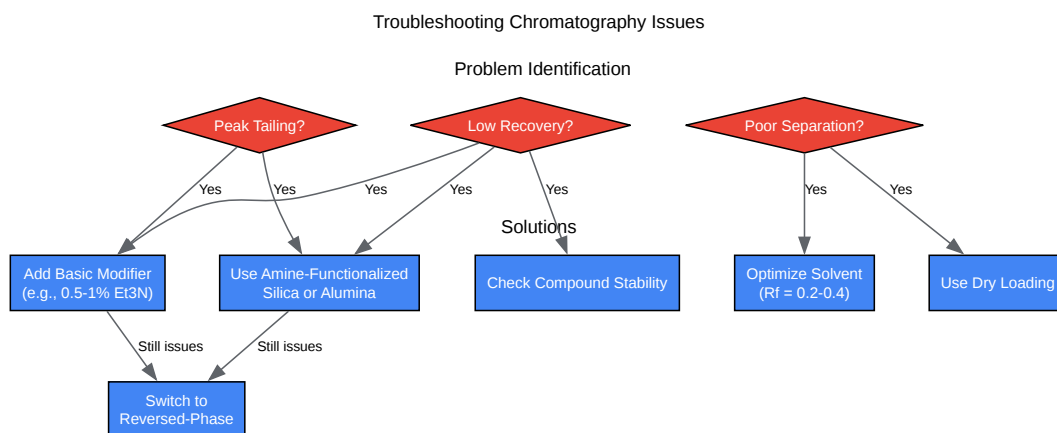 Troubleshooting Chromatography Issues
Problem Identification
Peak Tailing?
Low Recovery?
Poor Separation?
Yes
Yes
Yes
Yes
Yes
Yes
Yes
Solutions
Add Basic Modifier
(e.g., 0.5-1% Et3N)
Use Amine-Functionalized
Silica or Alumina
Check Compound Stability
Optimize Solvent
(Rf = 0.2-0.4)
Use Dry Loading
Still issues
Still issues
Switch to
Reversed-Phase